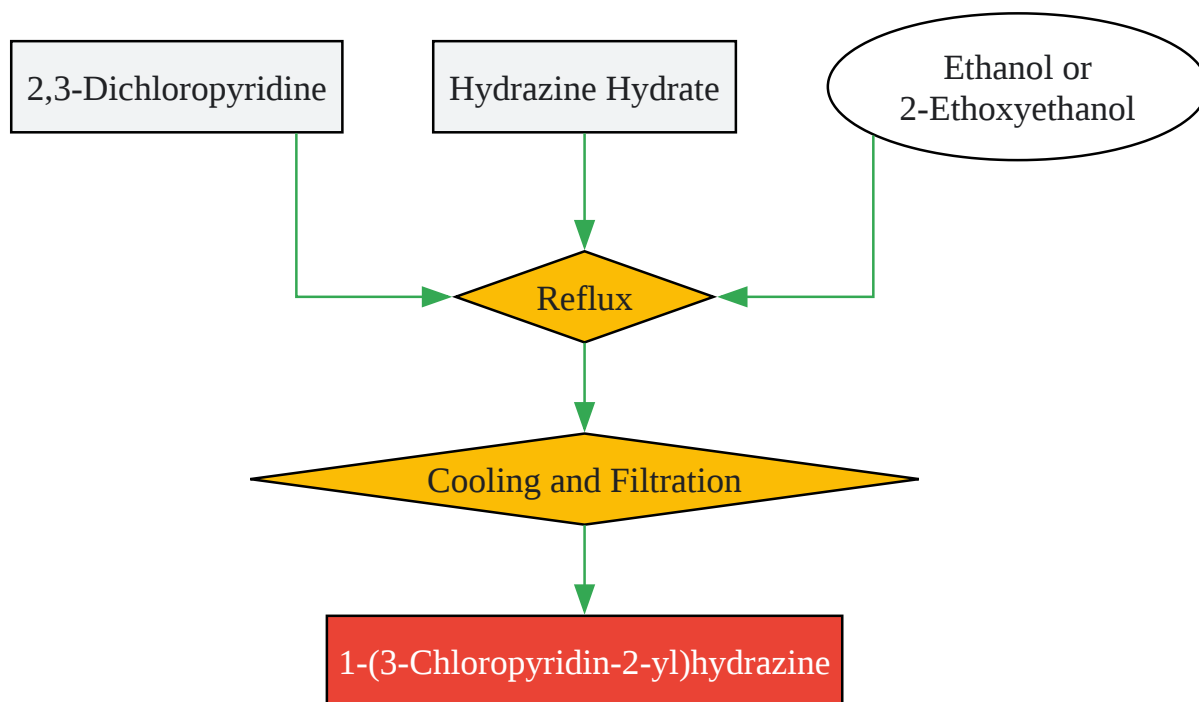 2,3-Dichloropyridine
Hydrazine Hydrate
Ethanol or
2-Ethoxyethanol
Reflux
Cooling and Filtration
1-(3-Chloropyridin-2-yl)hydrazine